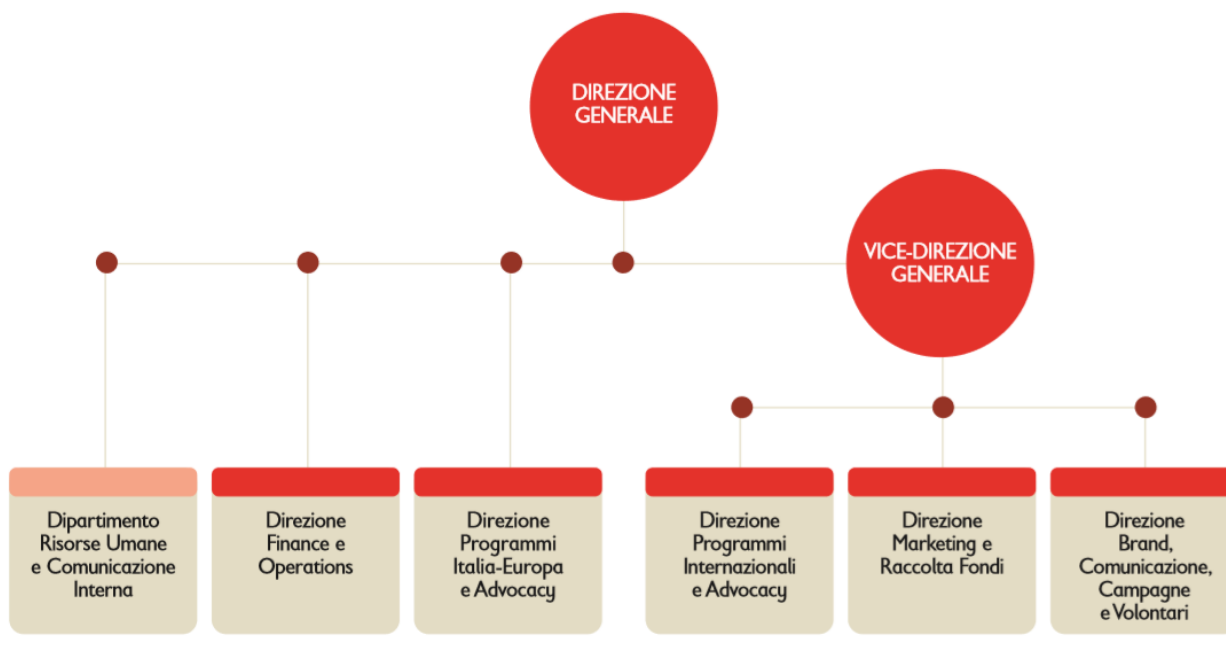 DIREZIONE
GENERALE
VICE-DIREZIONE
GENERALE
Dipartimento
Risorse Umane
e Comunicazione
Interna
Direzione
Finance e
Operations
Direzione
Programmi
Italia-Europa
e Advocacy
Direzione
Programmi
Internazionali
e Advocacy
Direzione
Marketing e
Raccolta Fondi
Direzione
Brand,
Comunicazione,
Campagne
e Volontari